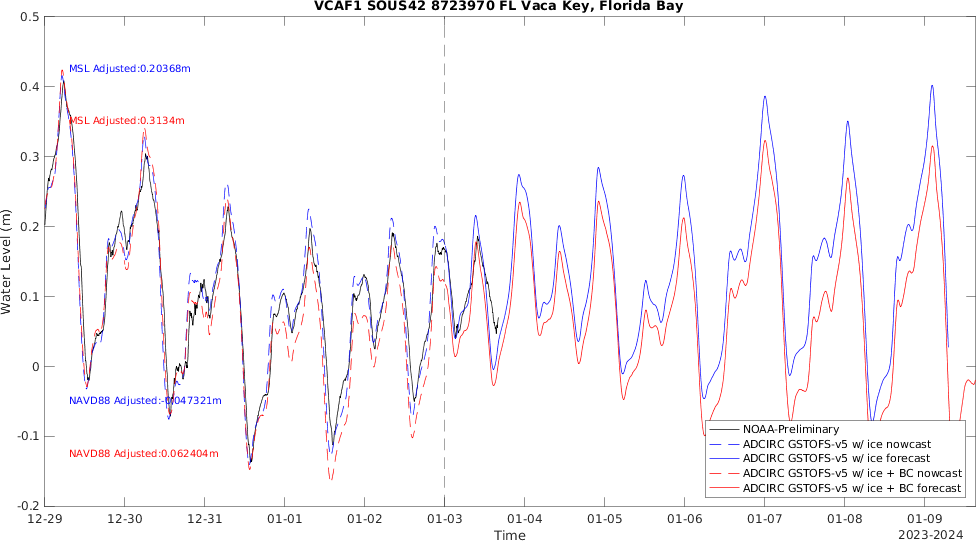 VCAF1 SOUS42 8723970 FL Vaca Key, Florida Bay
0.5
0.4
0.3
0.2
0.1
0
-0.1
-0.2
Water Level (m)
MSL Adjusted:0.20368m
MSL Adjusted:0.3134m
NAVD88 Adjusted:-0.047321m
NAVD88 Adjusted:0.062404m
NOAA-Preliminary
ADCIRC GSTOFS-v5 w/ ice nowcast
ADCIRC GSTOFS-v5 w/ ice forecast
ADCIRC GSTOFS-v5 w/ ice + BC nowcast
ADCIRC GSTOFS-v5 w/ ice + BC forecast
12-29 12-30 12-31 01-01 01-02 01-03 01-04 01-05 01-06 01-07 01-08 01-09
2023-2024
Time